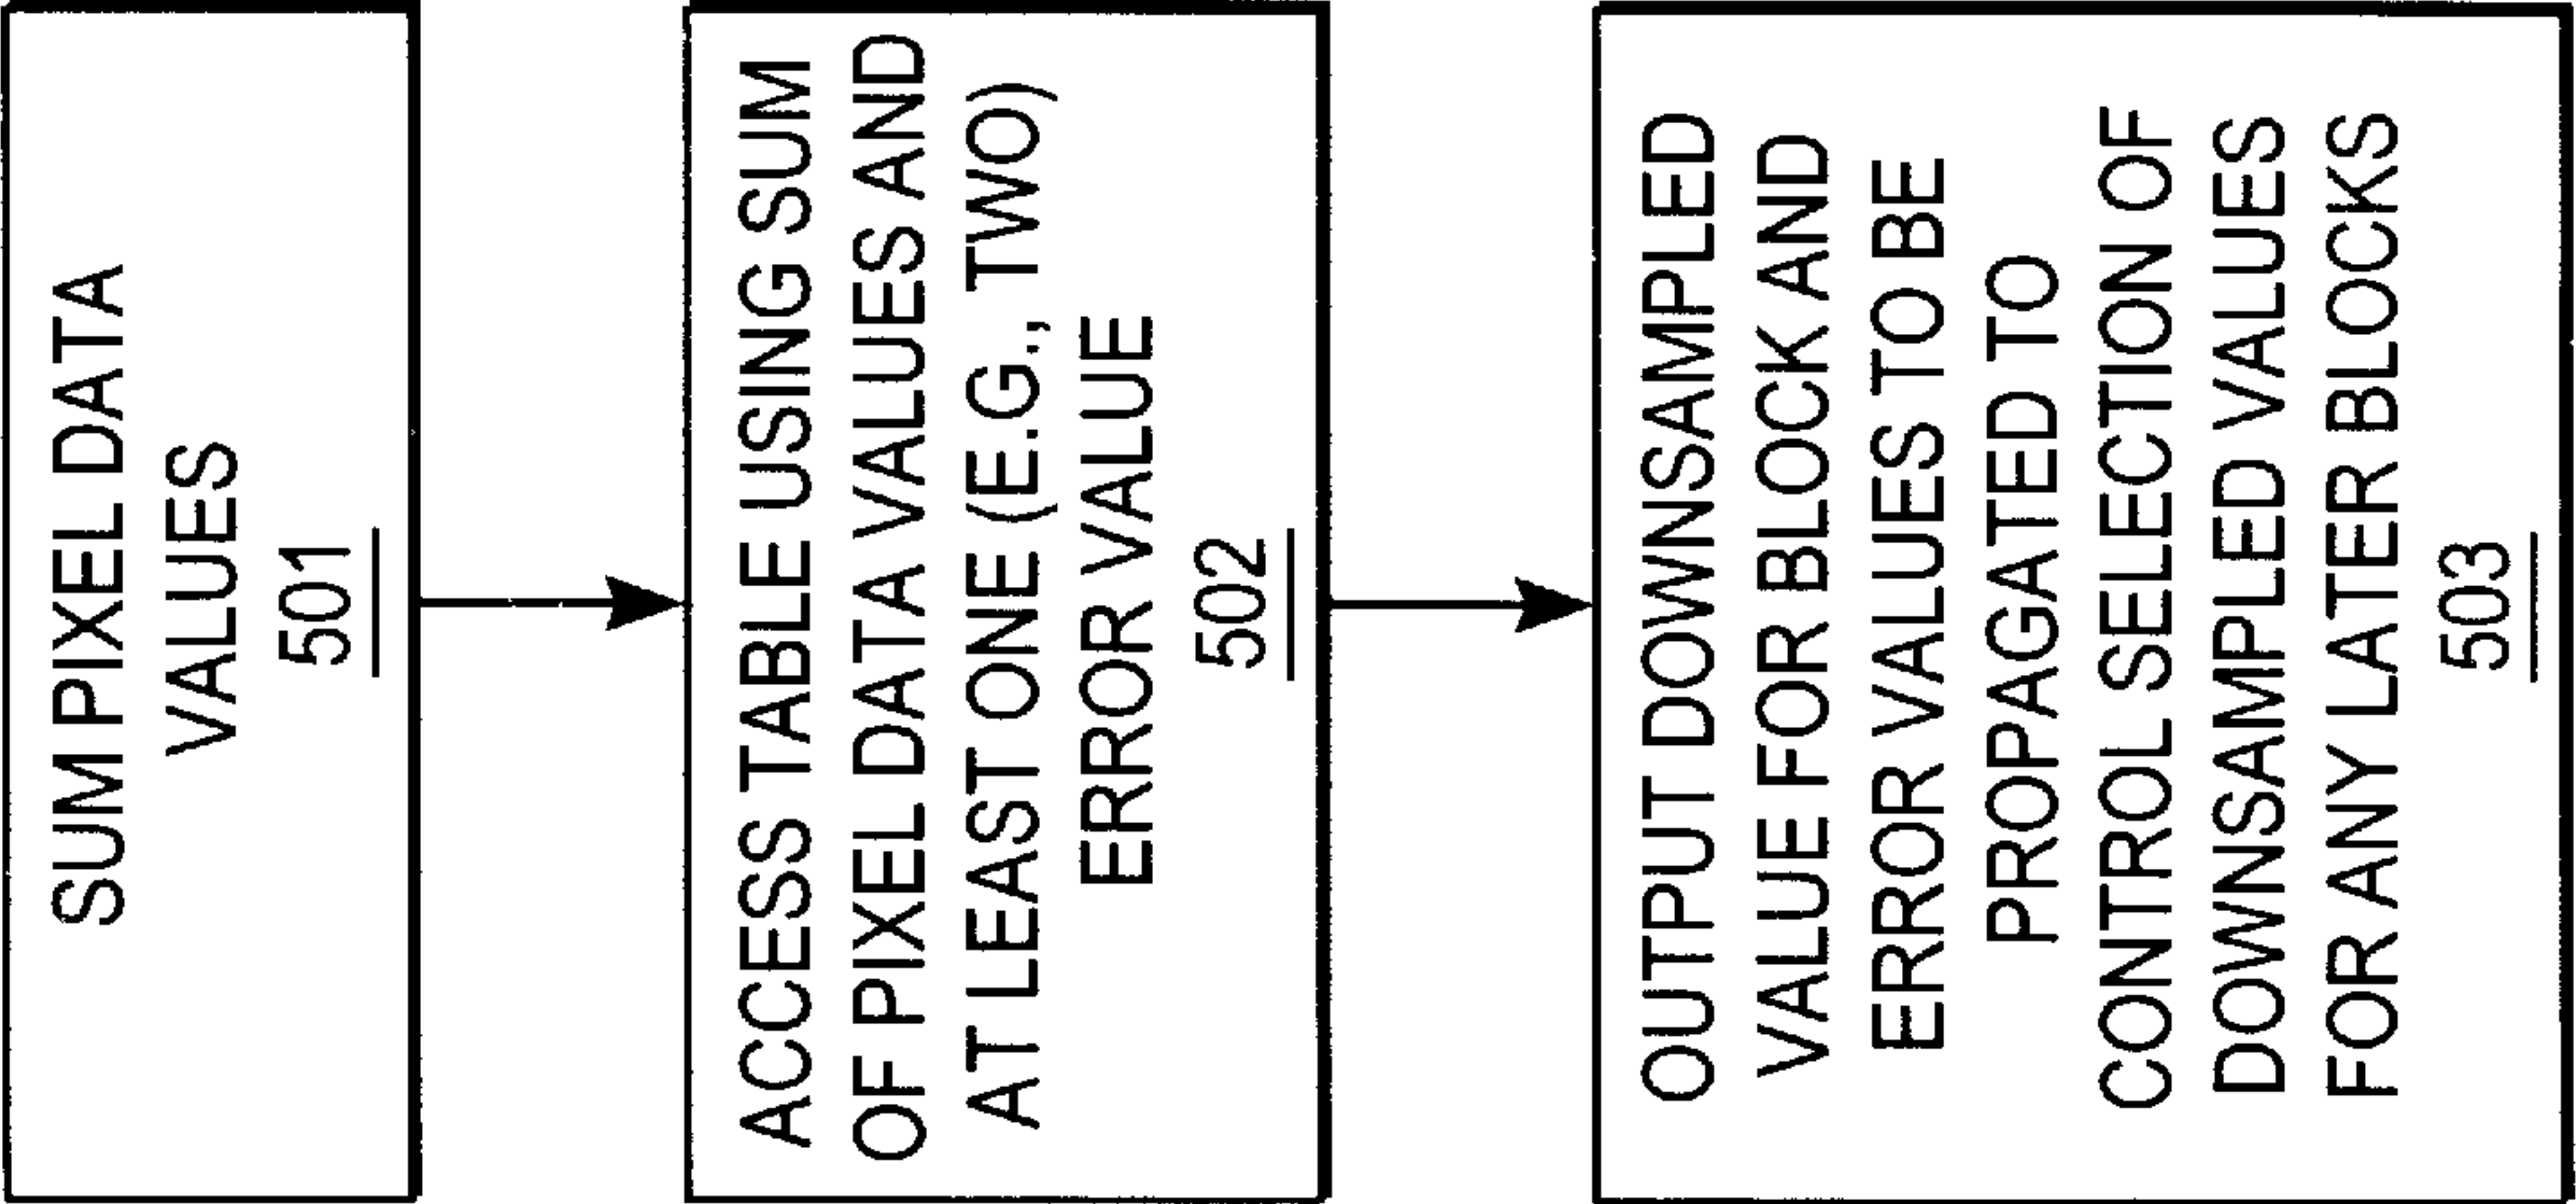 SUM PIXEL DATA
VALUES
501
ACCESS TABLE USING SUM
OF PIXEL DATA VALUES AND
AT LEAST ONE (E.G., TWO)
ERROR VALUE
502
OUTPUT DOWNSAMPLED
VALUE FOR BLOCK AND
ERROR VALUES TO BE
PROPAGATED TO
CONTROL SELECTION OF
DOWNSAMPLED VALUES
FOR ANY LATER BLOCKS
503